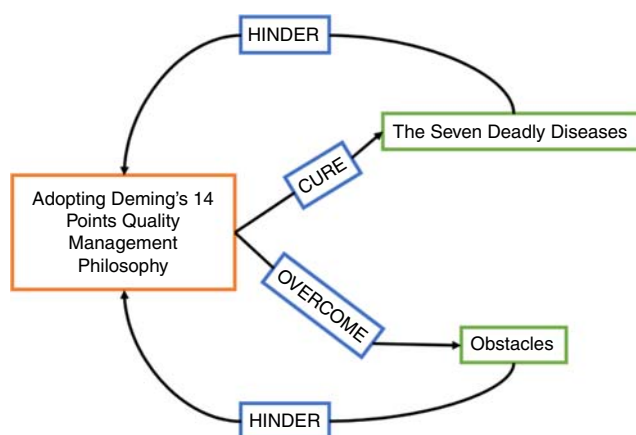 HINDER
The Seven Deadly Diseases
CURE
Adopting Deming's 14
Points Quality
Management
Philosophy
OVERCOME
Obstacles
HINDER